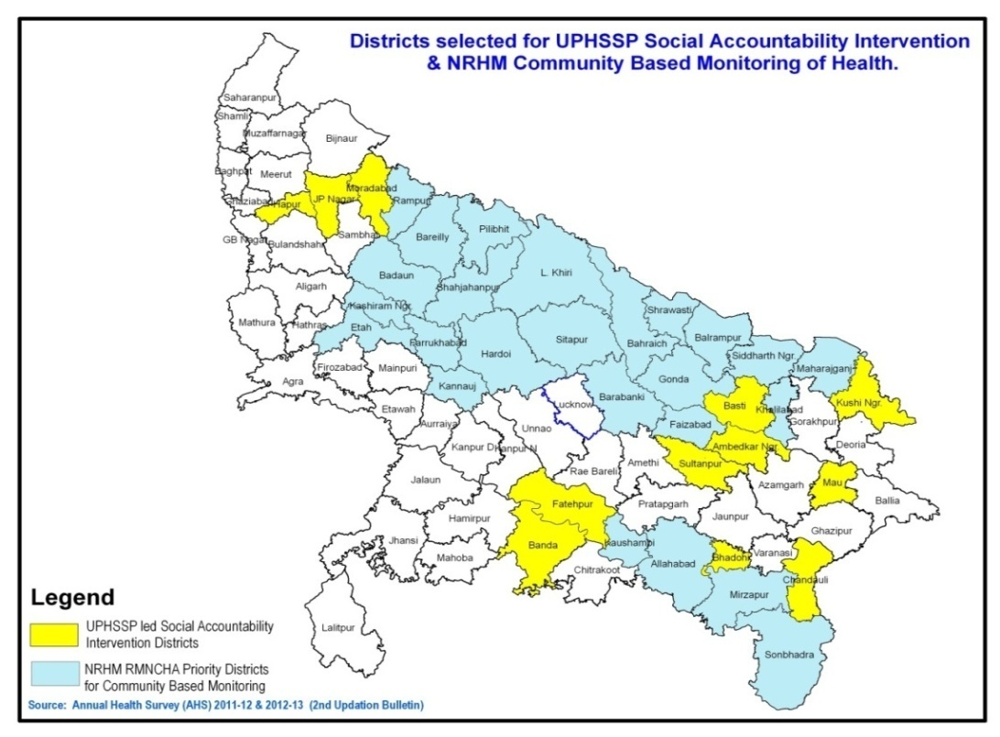 Districts selected for UPHSSP Social Accountability Intervention
& NRHM Community Based Monitoring of Health.
Saharanpur
Shamli
Muzaffarnagar
Bijnaur
Baghpat
Meerut
Moradabad
JP Nagar
Rampur
Ghaziabad
Hapur
Pilibhit
Sambhal
Bareilly
GB Nagar
Bulandshahr
Badaun
L. Khiri
Aligarh
Shahjahanpur
Kashiram Ngr.
Shrawasti
Mathura
Hathras
Etah
Farrukhabad
Sitapur
Bahraich
Balrampur
Hardoi
Siddharth Ngr.
Firozabad
Mainpuri
Maharajganj
Agra
Gonda
Kannauj
Barabanki
Lucknow
Basti
Khalilabad
Kushi Ngr.
Etawah
Gorakhpur
Aurraiya
Unnao
Faizabad
Kanpur D
Kanpur N
Ambedkar Ngr.
Deoria
Rae Bareli
Amethi
Sultanpur
Jalaun
Azamgarh
Mau
Fatehpur
Pratapgarh
Ballia
Hamirpur
Jaunpur
Ghazipur
Jhansi
Banda
Kaushambi
Mahoba
Allahabad
Bhadohi
Varanasi
Chitrakoot
Chandauli
Mirzapur
Lalitpur
Sonbhadra
Legend
UPHSSP led Social Accountability
Intervention Districts
NRHM RMNCHA Priority Districts
for Community Based Monitoring
Source: Annual Health Survey (AHS) 2011-12 & 2012-13 (2nd Updation Bulletin)